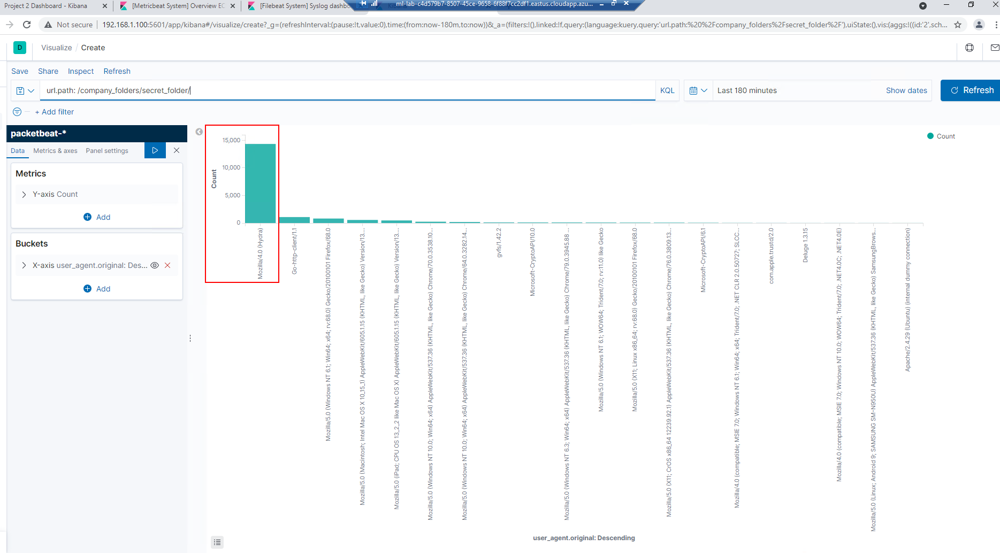 Project 2 Dashboard - Kibana
[Metricbeat System] Overview EC
[Filebeat System] Syslog dashbo
ml-lab-c4d579b7-8507-45ce-9658-6f88f7cc2df1.eastus.cloudapp.azu...
Not secure
192.168.1.100:5601/app/kibana#/visualize/create?_g=(refreshInterval:(pause:!t,value:0),time:(from:now-180m,to:now))&_a=(filters:!(),linked:!f,query:(language:kuery,query:'url.path:%20%2Fcompany_folders%2Fsecret_folder%2F'),uiState:(),vis:(aggs:!((id:'2',sch...
D
Visualize / Create
Save Share Inspect Refresh
url.path: /company_folders/secret_folder/
KQL
Last 180 minutes
Show dates
Refresh
+ Add filter
packetbeat-*
Data Metrics & axes Panel settings
Metrics
Y-axis Count
Add
Buckets
X-axis user_agent.original: Des...
Add
Count
15,000
10,000
5,000
0
Count
Mozilla/4.0 (Hydra)
Go-http-client/1.1
Mozilla/5.0 (Windows NT 6.1; Win64; x64; rv:68.0) Gecko/20100101 Firefox/68.0
Mozilla/5.0 (Macintosh; Intel Mac OS X 10_15_1) AppleWebKit/605.1.15 (KHTML, like Gecko) Version/13....
Mozilla/5.0 (iPad; CPU OS 13_2_2 like Mac OS X) AppleWebKit/605.1.15 (KHTML, like Gecko) Version/13....
Mozilla/5.0 (Windows NT 10.0; Win64; x64) AppleWebKit/537.36 (KHTML, like Gecko) Chrome/70.0.3538.10...
Mozilla/5.0 (Windows NT 10.0; Win64; x64) AppleWebKit/537.36 (KHTML, like Gecko) Chrome/64.0.3282.14...
gvfs/1.42.2
Microsoft-CryptoAPI/10.0
Mozilla/5.0 (Windows NT 6.3; Win64; x64) AppleWebKit/537.36 (KHTML, like Gecko) Chrome/79.0.3945.88 ...
Mozilla/5.0 (Windows NT 6.1; WOW64; Trident/7.0; rv:11.0) like Gecko
Mozilla/5.0 (X11; Linux x86_64; rv:68.0) Gecko/20100101 Firefox/68.0
Mozilla/5.0 (X11; CrOS x86_64 12239.92.1) AppleWebKit/537.36 (KHTML, like Gecko) Chrome/76.0.3809.13...
Microsoft-CryptoAPI/6.1
Mozilla/4.0 (compatible; MSIE 7.0; Windows NT 6.1; Win64; x64; Trident/7.0; .NET CLR 2.0.50727; SLCC...
com.apple.trustd/2.0
Deluge 1.3.15
Mozilla/4.0 (compatible; MSIE 7.0; Windows NT 10.0; WOW64; Trident/7.0; .NET4.0C; .NET4.0E)
Mozilla/5.0 (Linux; Android 9; SAMSUNG SM-N950U) AppleWebKit/537.36 (KHTML, like Gecko) SamsungBrows...
Apache/2.4.29 (Ubuntu) (internal dummy connection)
user_agent.original: Descending